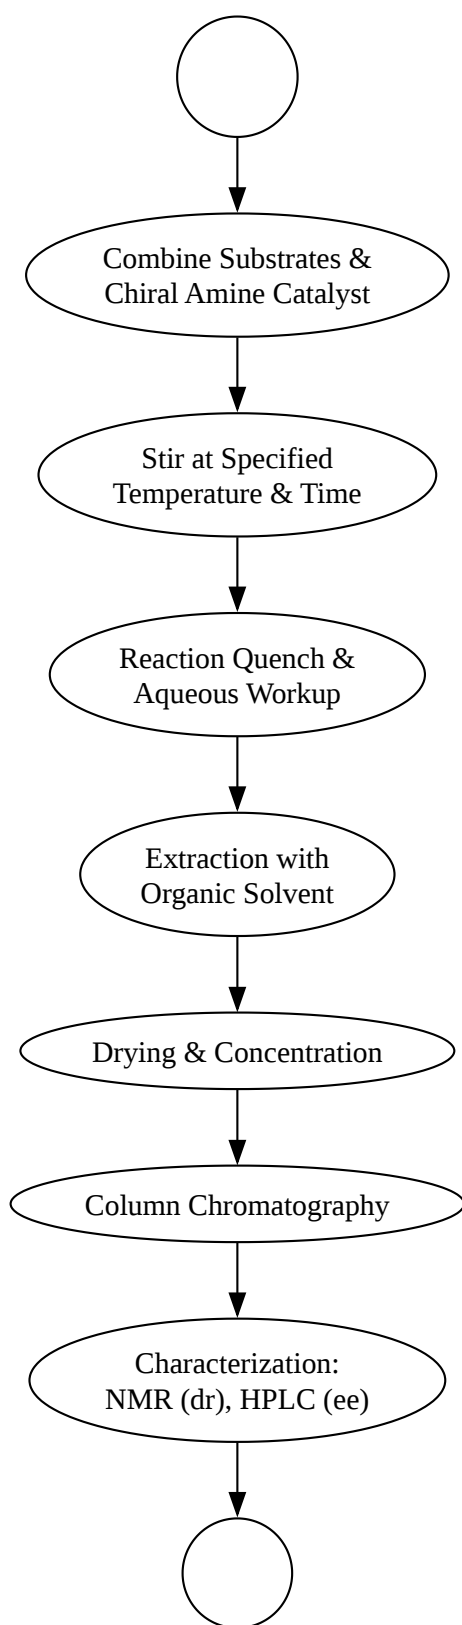 Combine Substrates &
Chiral Amine Catalyst
Stir at Specified
Temperature & Time
Reaction Quench &
Aqueous Workup
Extraction with
Organic Solvent
Drying & Concentration
Column Chromatography
Characterization:
NMR (dr), HPLC (ee)